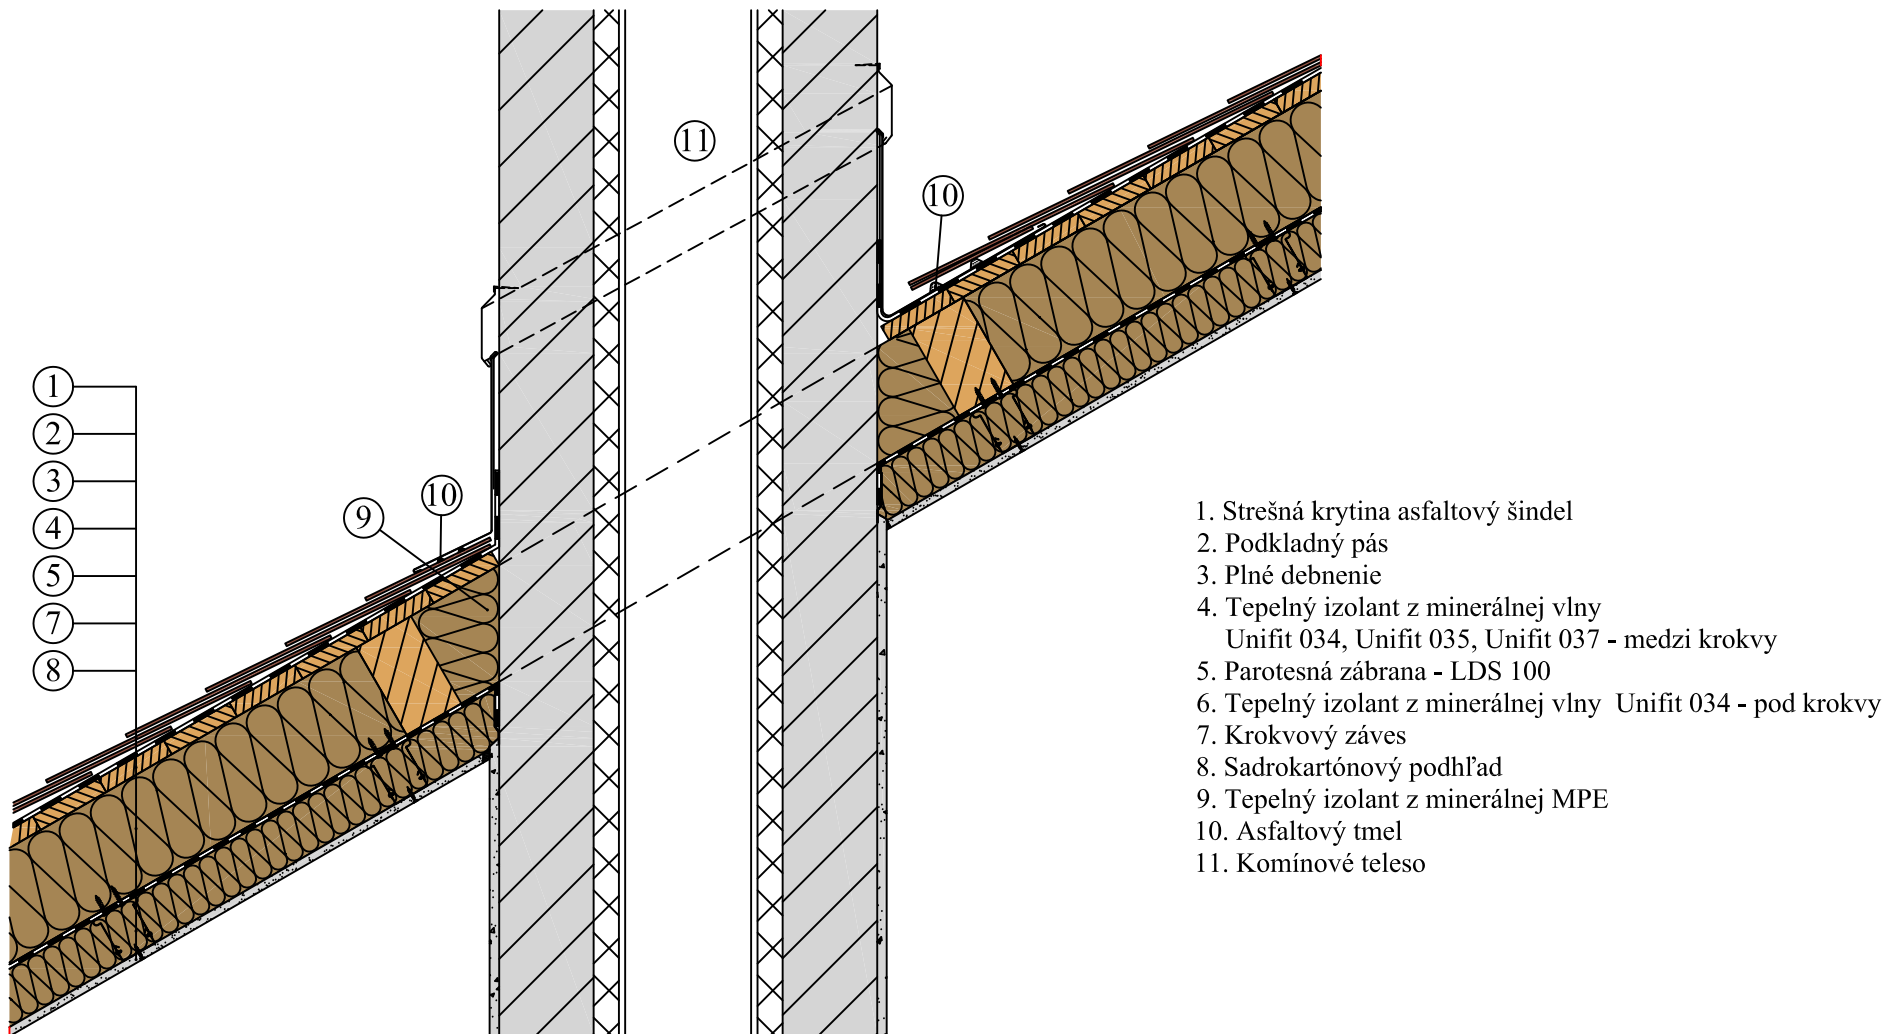 11
10
1
2
3
4
5
7
8
9
10
1. Strešná krytina asfaltový šindel
2. Podkladný pás
3. Plné debnenie
4. Tepelný izolant z minerálnej vlny
Unifit 034, Unifit 035, Unifit 037 - medzi krokvy
5. Parotesná zábrana - LDS 100
6. Tepelný izolant z minerálnej vlny Unifit 034 - pod krokvy
7. Krokvový záves
8. Sadrokartónový podhľad
9. Tepelný izolant z minerálnej MPE
10. Asfaltový tmel
11. Komínové teleso